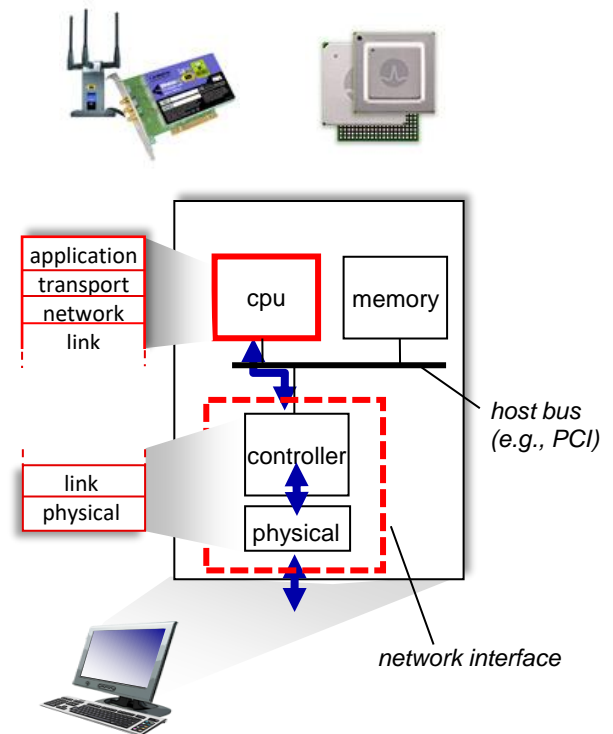 application
transport
network
link
cpu
memory
host bus
(e.g., PCI)
controller
link
physical
physical
network interface